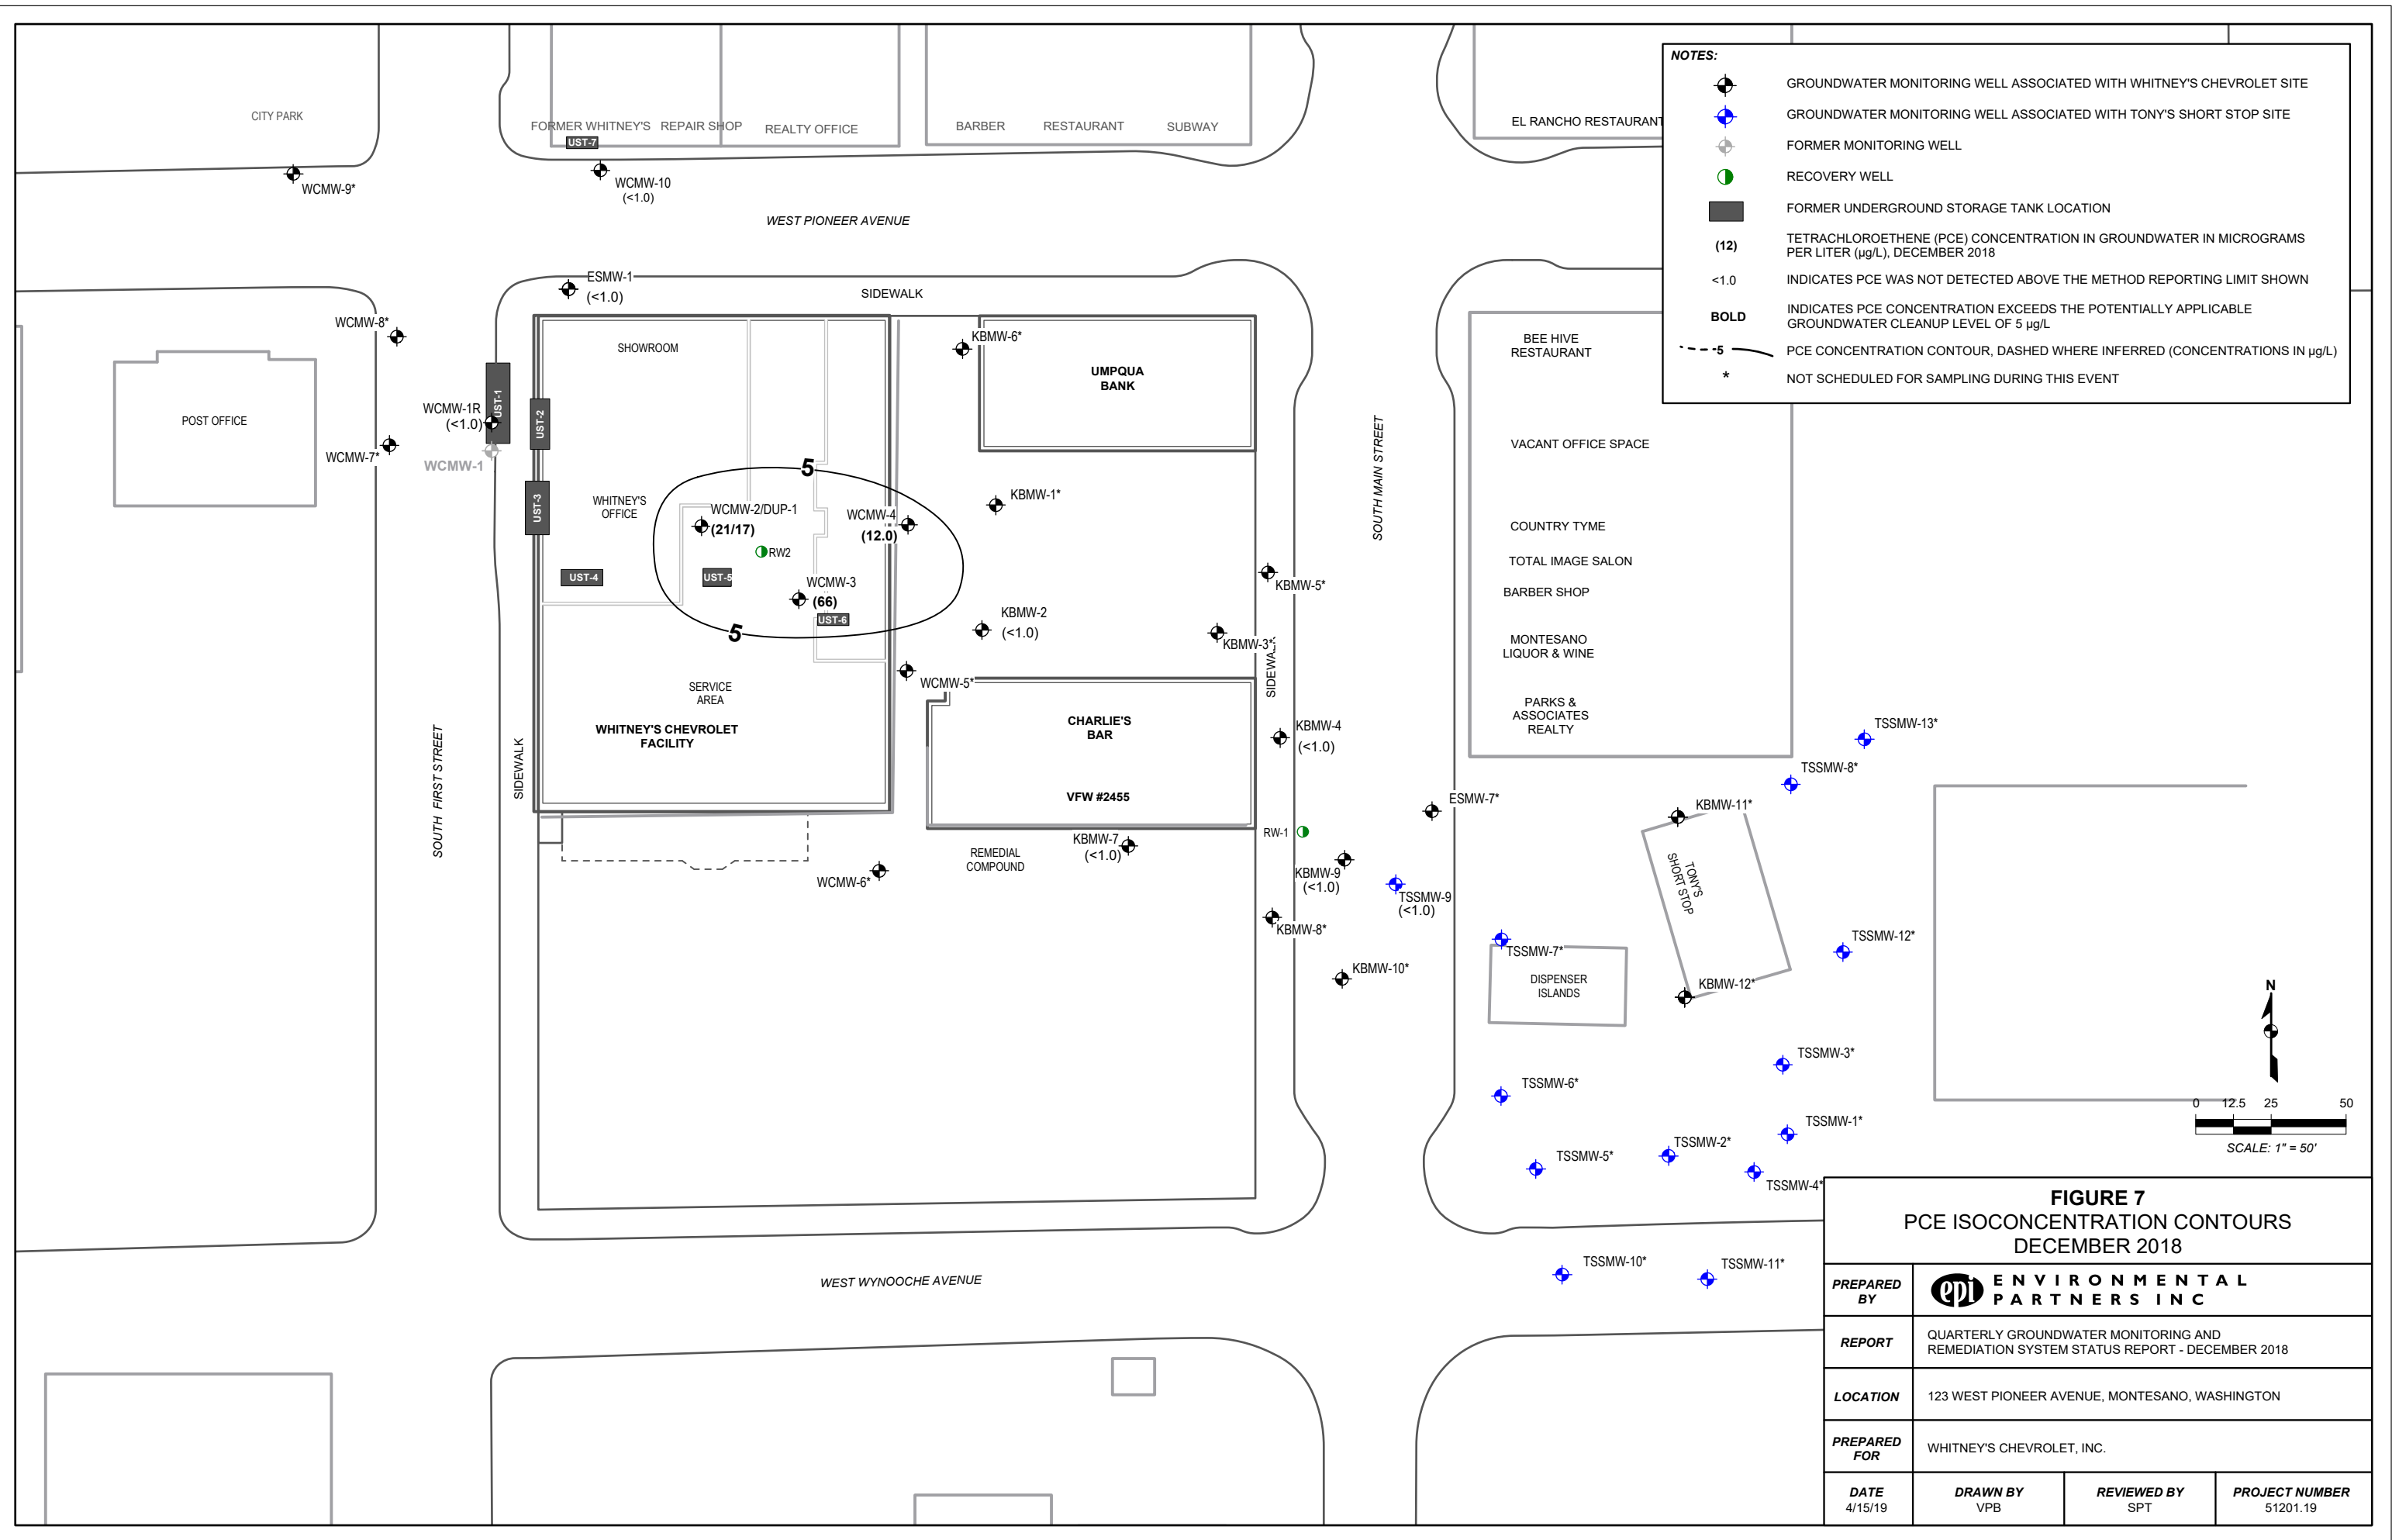 NOTES:
GROUNDWATER MONITORING WELL ASSOCIATED WITH WHITNEY'S CHEVROLET SITE
GROUNDWATER MONITORING WELL ASSOCIATED WITH TONY'S SHORT STOP SITE
FORMER MONITORING WELL
RECOVERY WELL
FORMER UNDERGROUND STORAGE TANK LOCATION
(12) TETRACHLOROETHENE (PCE) CONCENTRATION IN GROUNDWATER IN MICROGRAMS
PER LITER (µg/L), DECEMBER 2018
<1.0 INDICATES PCE WAS NOT DETECTED ABOVE THE METHOD REPORTING LIMIT SHOWN
BOLD INDICATES PCE CONCENTRATION EXCEEDS THE POTENTIALLY APPLICABLE
GROUNDWATER CLEANUP LEVEL OF 5 µg/L
5 PCE CONCENTRATION CONTOUR, DASHED WHERE INFERRED (CONCENTRATIONS IN µg/L)
* NOT SCHEDULED FOR SAMPLING DURING THIS EVENT
CITY PARK
FORMER WHITNEY'S REPAIR SHOP
REALTY OFFICE
BARBER
RESTAURANT
SUBWAY
EL RANCHO RESTAURANT
UST-7
WCMW-9*
WCMW-10
(<1.0)
WEST PIONEER AVENUE
ESMW-1
(<1.0)
SIDEWALK
WCMW-8*
POST OFFICE
WCMW-1R
(<1.0)
WCMW-7*
WCMW-1
UST-1
UST-2
UST-3
SHOWROOM
WHITNEY'S
OFFICE
5
WCMW-2/DUP-1
(21/17)
RW2
WCMW-4
(12.0)
UST-4
UST-5
WCMW-3
(66)
UST-6
5
SERVICE
AREA
WHITNEY'S CHEVROLET
FACILITY
KBMW-6*
UMPQUA
BANK
KBMW-1*
KBMW-5*
KBMW-2
(<1.0)
KBMW-3*
SIDEWALK
WCMW-5*
CHARLIE'S
BAR
VFW #2455
KBMW-4
(<1.0)
SOUTH MAIN STREET
BEE HIVE
RESTAURANT
VACANT OFFICE SPACE
COUNTRY TYME
TOTAL IMAGE SALON
BARBER SHOP
MONTESANO
LIQUOR & WINE
PARKS &
ASSOCIATES
REALTY
SOUTH FIRST STREET
SIDEWALK
WCMW-6*
REMEDIAL
COMPOUND
KBMW-7
(<1.0)
RW-1
KBMW-9
(<1.0)
ESMW-7*
TSSMW-9
(<1.0)
KBMW-8*
KBMW-10*
TSSMW-13*
TSSMW-8*
KBMW-11*
TONY'S
SHORT STOP
TSSMW-7*
DISPENSER
ISLANDS
KBMW-12*
TSSMW-12*
TSSMW-3*
TSSMW-6*
TSSMW-1*
TSSMW-2*
TSSMW-5*
TSSMW-4*
TSSMW-10*
TSSMW-11*
WEST WYNOOCHE AVENUE
N
0 12.5 25 50
SCALE: 1" = 50'
FIGURE 7
PCE ISOCONCENTRATION CONTOURS
DECEMBER 2018
PREPARED
BY
epi
ENVIRONMENTAL
PARTNERS INC
REPORT
QUARTERLY GROUNDWATER MONITORING AND
REMEDIATION SYSTEM STATUS REPORT - DECEMBER 2018
LOCATION
123 WEST PIONEER AVENUE, MONTESANO, WASHINGTON
PREPARED
FOR
WHITNEY'S CHEVROLET, INC.
DATE
4/15/19
DRAWN BY
VPB
REVIEWED BY
SPT
PROJECT NUMBER
51201.19